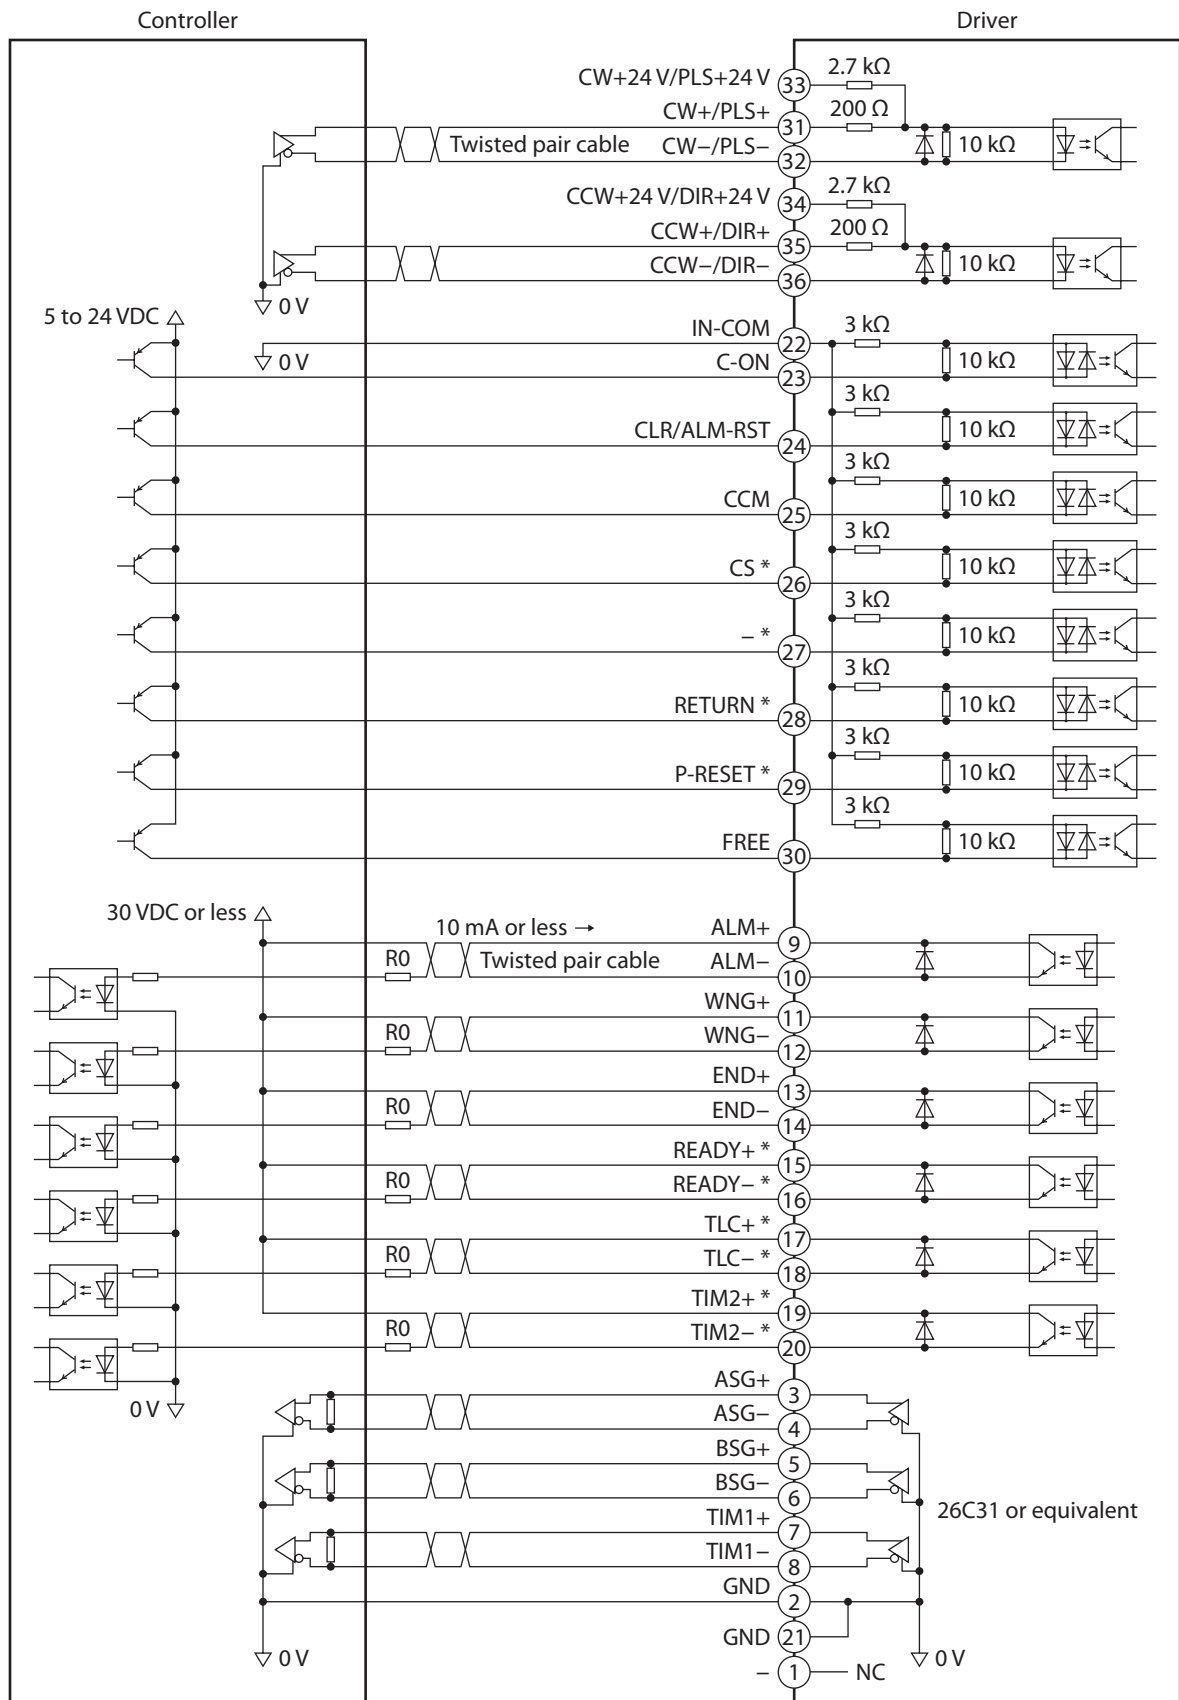 Controller
Driver
CW+24 V/PLS+24 V
33
2.7 kΩ
CW+/PLS+
31
200 Ω
Twisted pair cable
CW−/PLS−
32
10 kΩ
CCW+24 V/DIR+24 V
34
2.7 kΩ
CCW+/DIR+
35
200 Ω
CCW−/DIR−
36
10 kΩ
0 V
5 to 24 VDC
IN-COM
22
3 kΩ
0 V
C-ON
23
10 kΩ
3 kΩ
CLR/ALM-RST
24
10 kΩ
3 kΩ
CCM
25
10 kΩ
3 kΩ
CS *
26
10 kΩ
3 kΩ
− *
27
10 kΩ
3 kΩ
RETURN *
28
10 kΩ
3 kΩ
P-RESET *
29
10 kΩ
3 kΩ
FREE
30
10 kΩ
30 VDC or less
10 mA or less →
ALM+
9
R0
Twisted pair cable
ALM−
10
WNG+
11
R0
WNG−
12
END+
13
R0
END−
14
READY+ *
15
R0
READY− *
16
TLC+ *
17
R0
TLC− *
18
TIM2+ *
19
R0
TIM2− *
20
0 V
ASG+
3
ASG−
4
BSG+
5
BSG−
6
26C31 or equivalent
TIM1+
7
TIM1−
8
GND
2
GND
21
0 V
0 V
−
1
NC